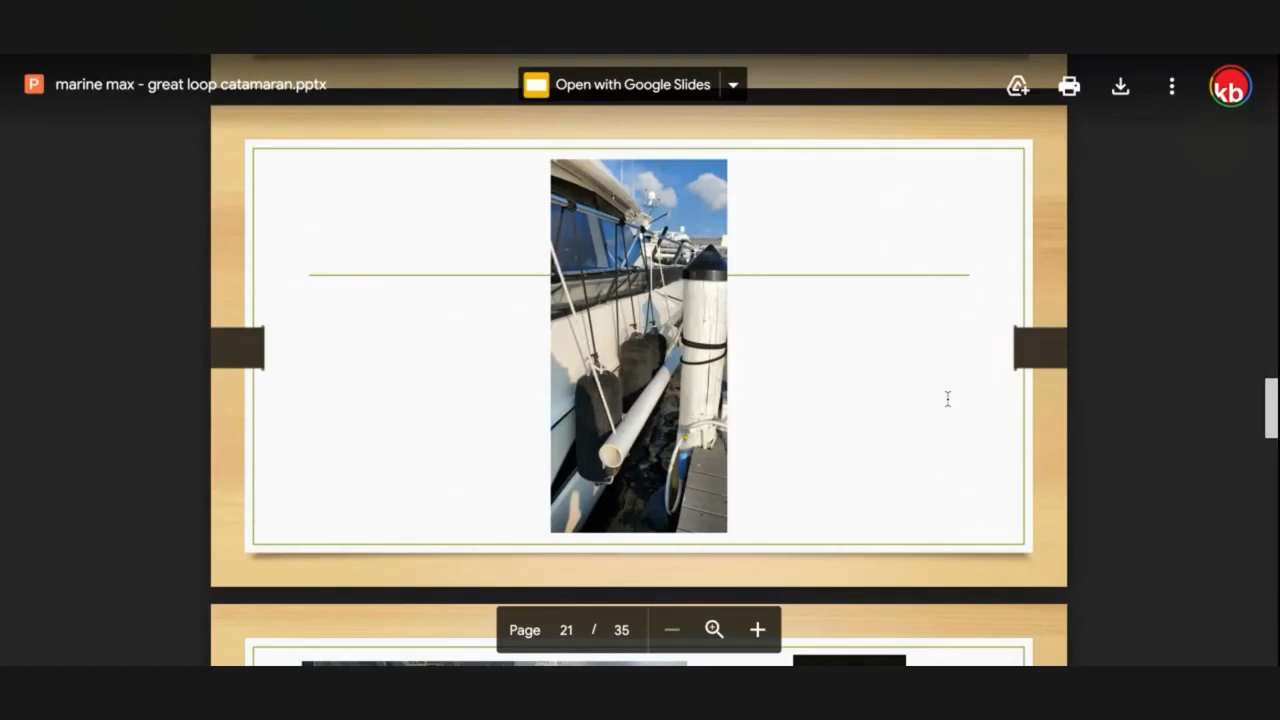 P marine max - great loop catamaran.pptx
Open with Google Slides
kb
Page 21 / 35